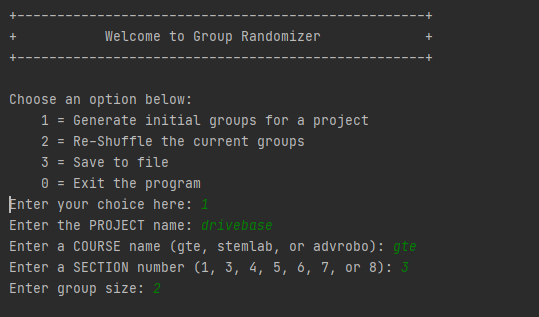 +---------------------------------------------------+
+           Welcome to Group Randomizer             +
+---------------------------------------------------+
Choose an option below:
    1 = Generate initial groups for a project
    2 = Re-Shuffle the current groups
    3 = Save to file
    0 = Exit the program
Enter your choice here: 1
Enter the PROJECT name: drivebase
Enter a COURSE name (gte, stemlab, or advrobo): gte
Enter a SECTION number (1, 3, 4, 5, 6, 7, or 8): 3
Enter group size: 2